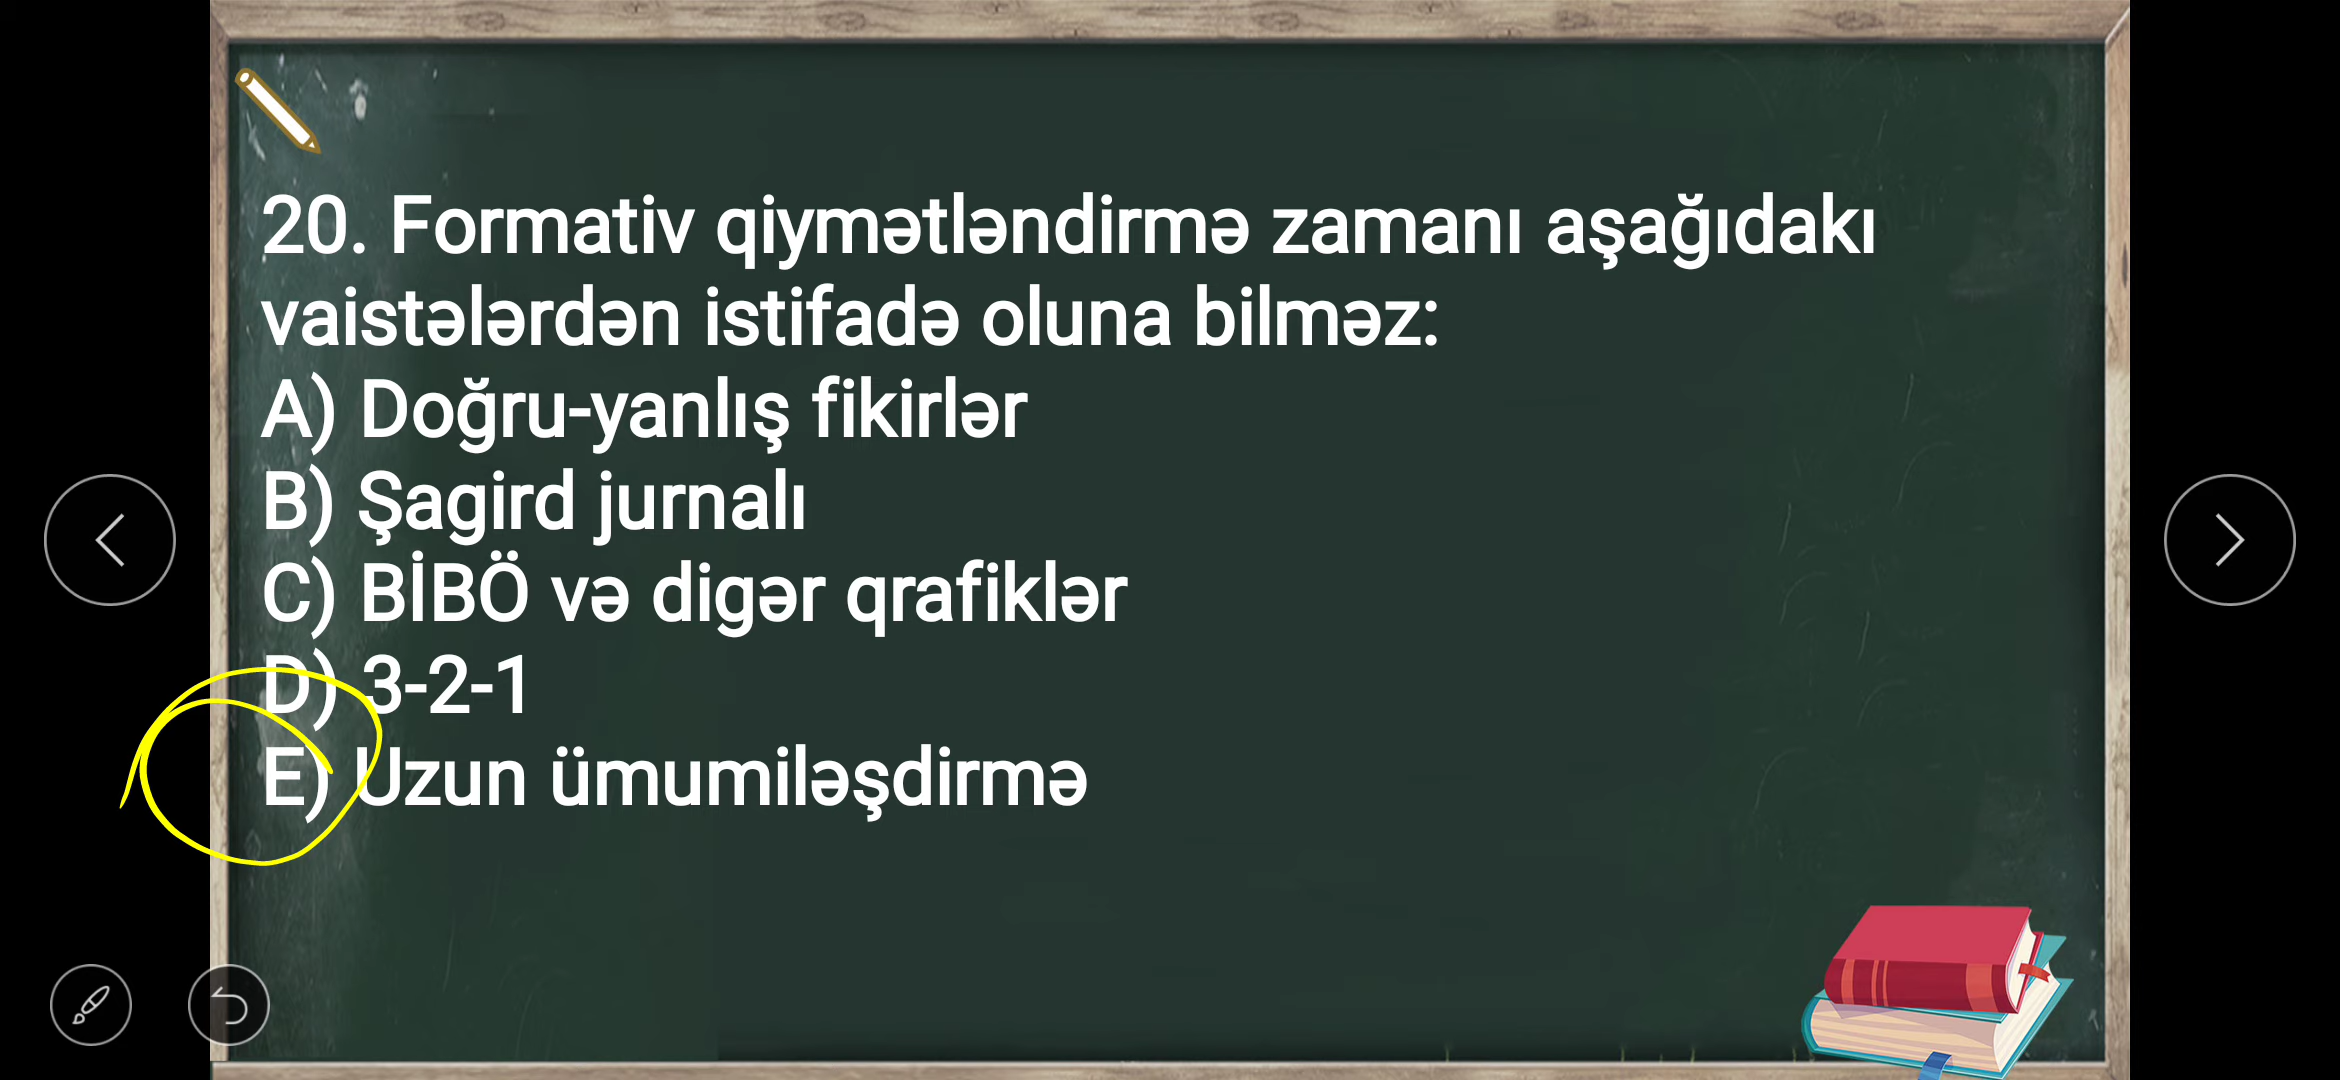 20. Formativ qiymətləndirmə zamanı aşağıdakı
vaistələrdən istifadə oluna bilməz:
A) Doğru-yanlış fikirlər
B) Şagird jurnalı
C) BİBÖ və digər qrafiklər
D) 3-2-1
E) Uzun ümumiləşdirmə